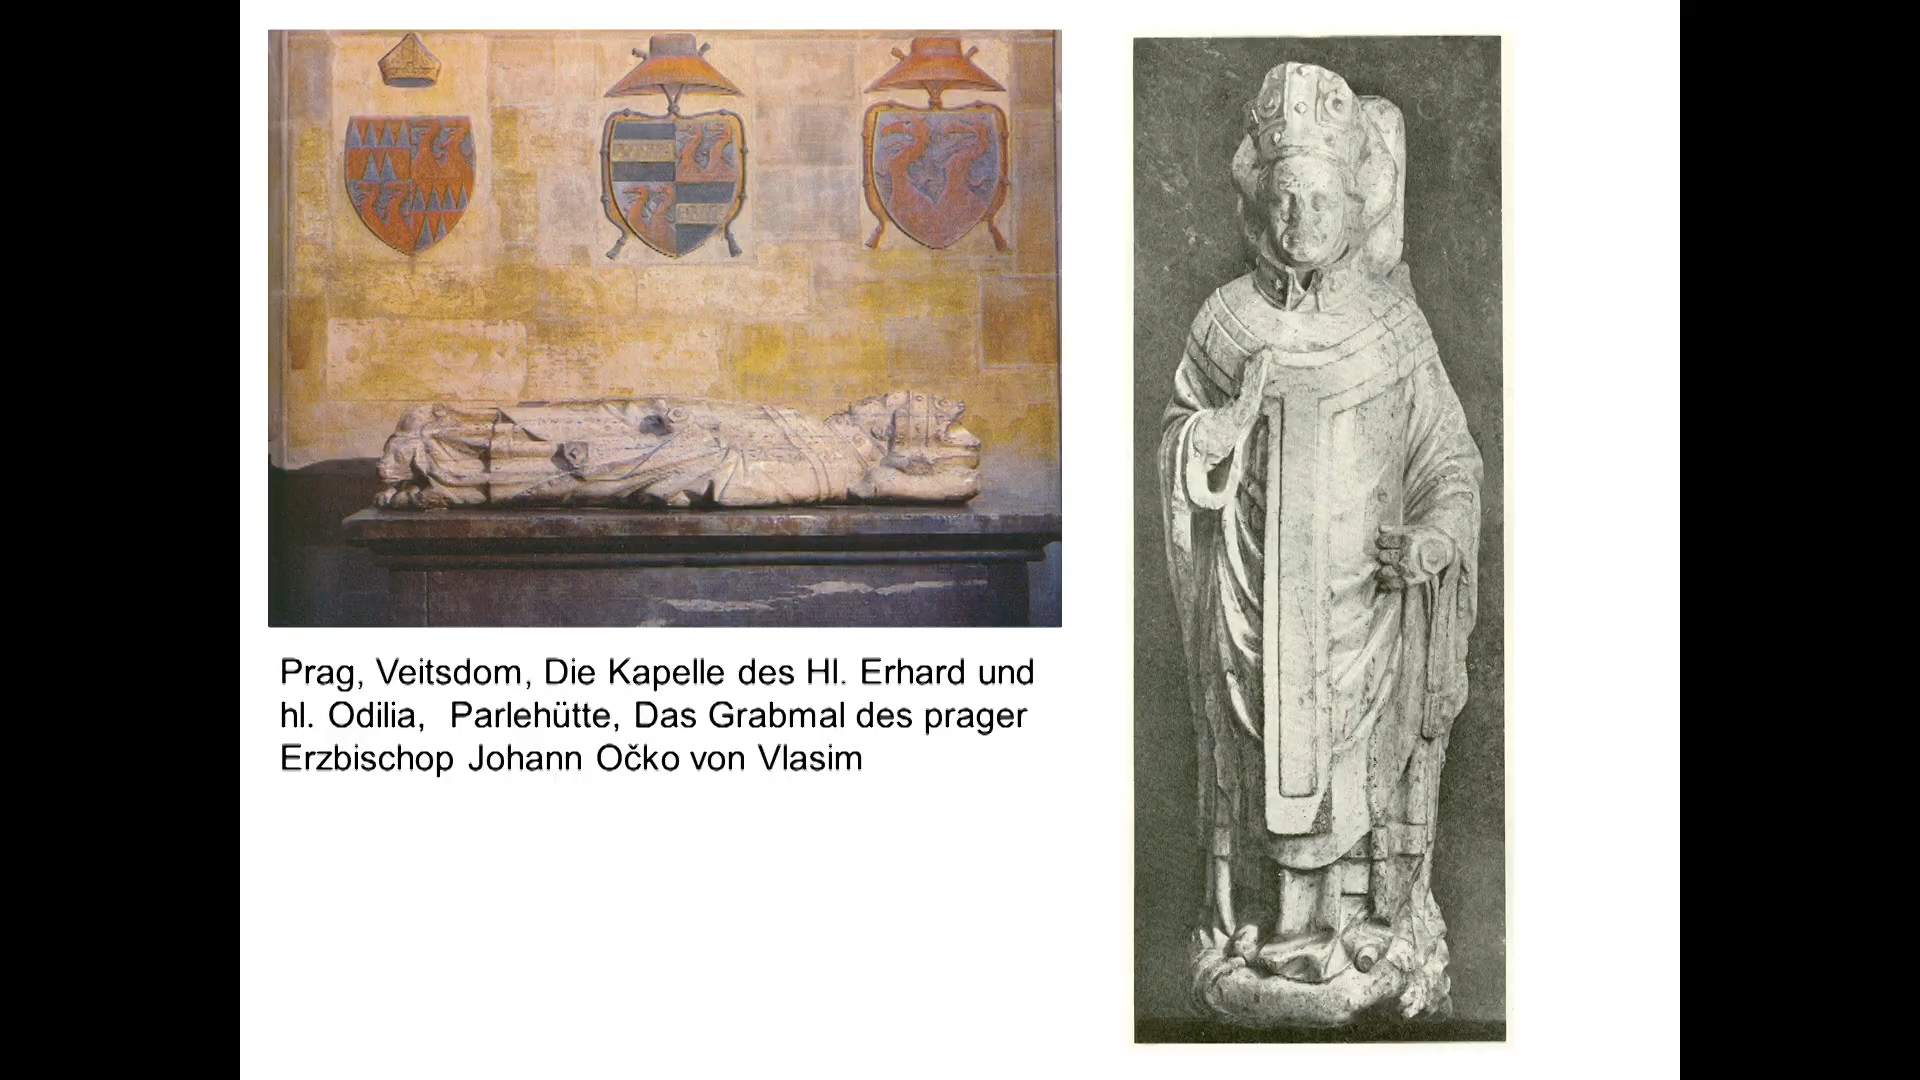 Prag, Veitsdom, Die Kapelle des Hl. Erhard und
hl. Odilia, Parlehütte, Das Grabmal des prager
Erzbischop Johann Očko von Vlasim